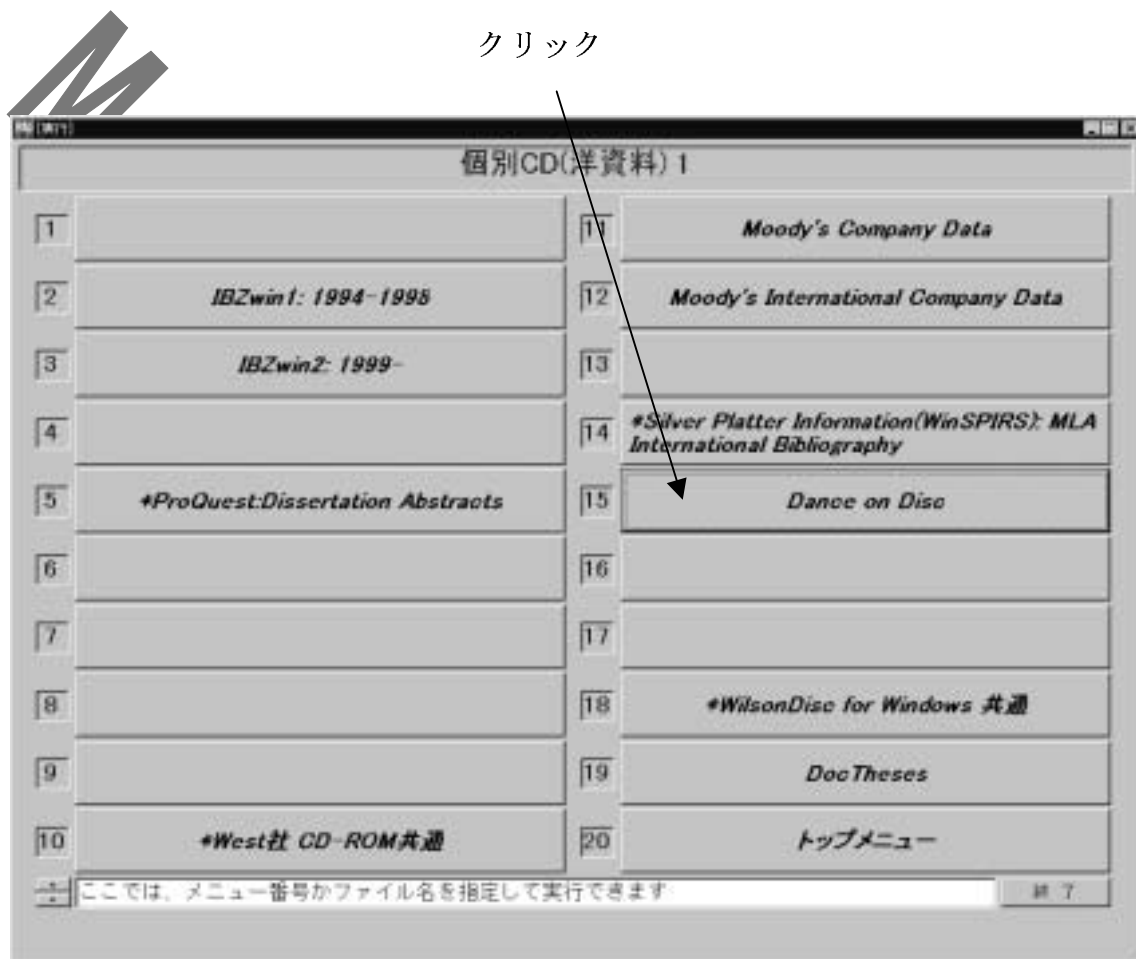 クリック
M
個別CD(洋資料) 1
1
2 IBZwin1: 1994-1998
3 IBZwin2: 1999-
4
5 *ProQuest:Dissertation Abstracts
6
7
8
9
10 *West社 CD-ROM共通
11 Moody's Company Data
12 Moody's International Company Data
13
14 *Silver Platter Information(WinSPIRS): MLA
International Bibliography
15 Dance on Disc
16
17
18 *WilsonDisc for Windows 共通
19 DocTheses
20 トップメニュー
ここでは、メニュー番号かファイル名を指定して実行できます
終了